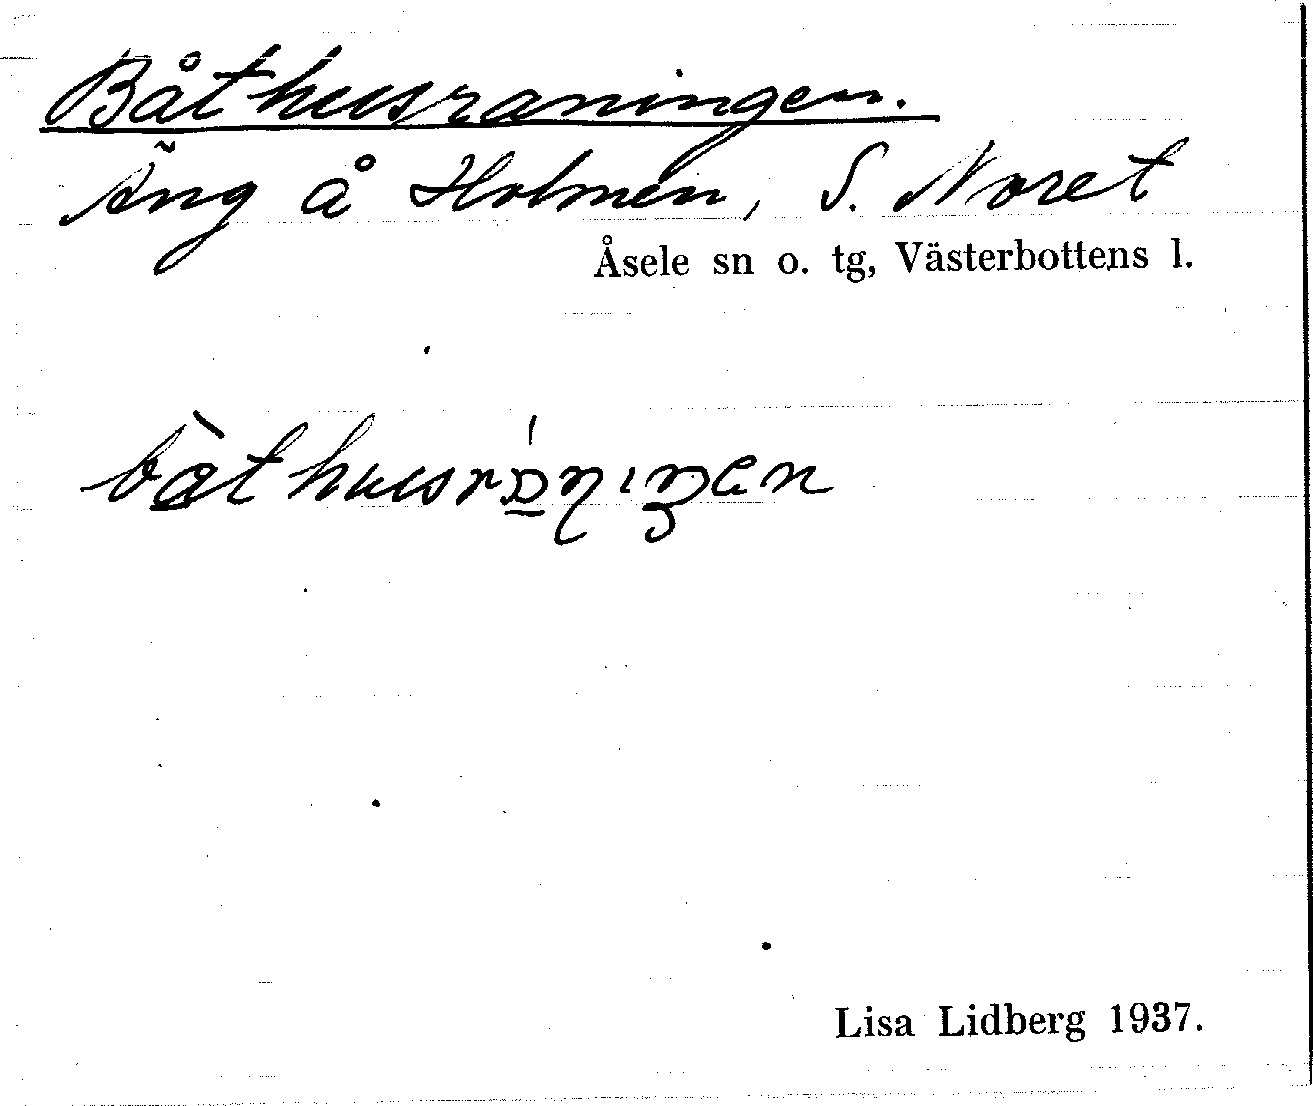 Båthusraningen.
Äng å Holmen, S. Noret
Åsele sn o. tg, Västerbottens l.
Lisa Lidberg 1937.